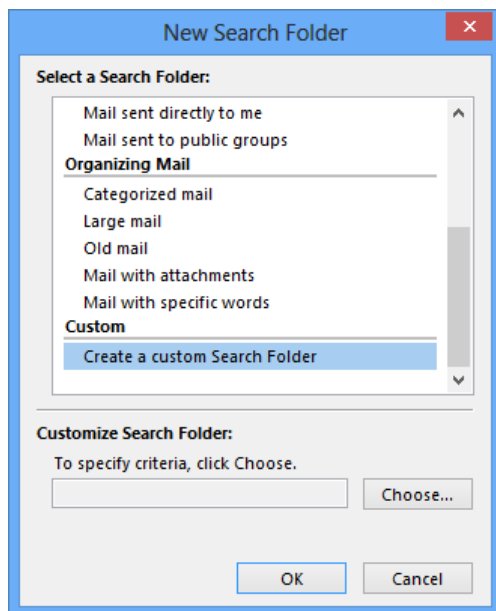 New Search Folder
Select a Search Folder:
Mail sent directly to me
Mail sent to public groups
Organizing Mail
Categorized mail
Large mail
Old mail
Mail with attachments
Mail with specific words
Custom
Create a custom Search Folder
Customize Search Folder:
To specify criteria, click Choose.
Choose...
OK
Cancel